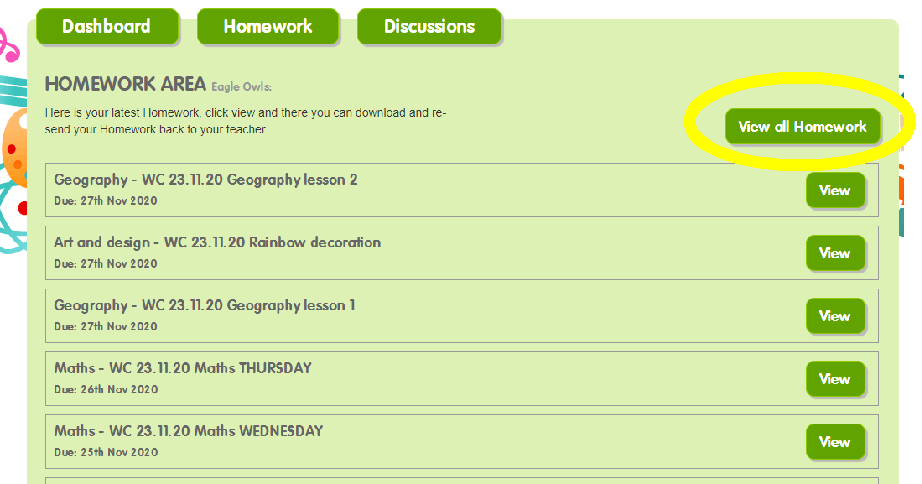 Dashboard
Homework
Discussions
HOMEWORK AREA Eagle Owls:
Here is your latest Homework, click view and there you can download and re-
send your Homework back to your teacher
View all Homework
Geography - WC 23.11.20 Geography lesson 2
Due: 27th Nov 2020
View
Art and design - WC 23.11.20 Rainbow decoration
Due: 27th Nov 2020
View
Geography - WC 23.11.20 Geography lesson 1
Due: 27th Nov 2020
View
Maths - WC 23.11.20 Maths THURSDAY
Due: 26th Nov 2020
View
Maths - WC 23.11.20 Maths WEDNESDAY
Due: 25th Nov 2020
View